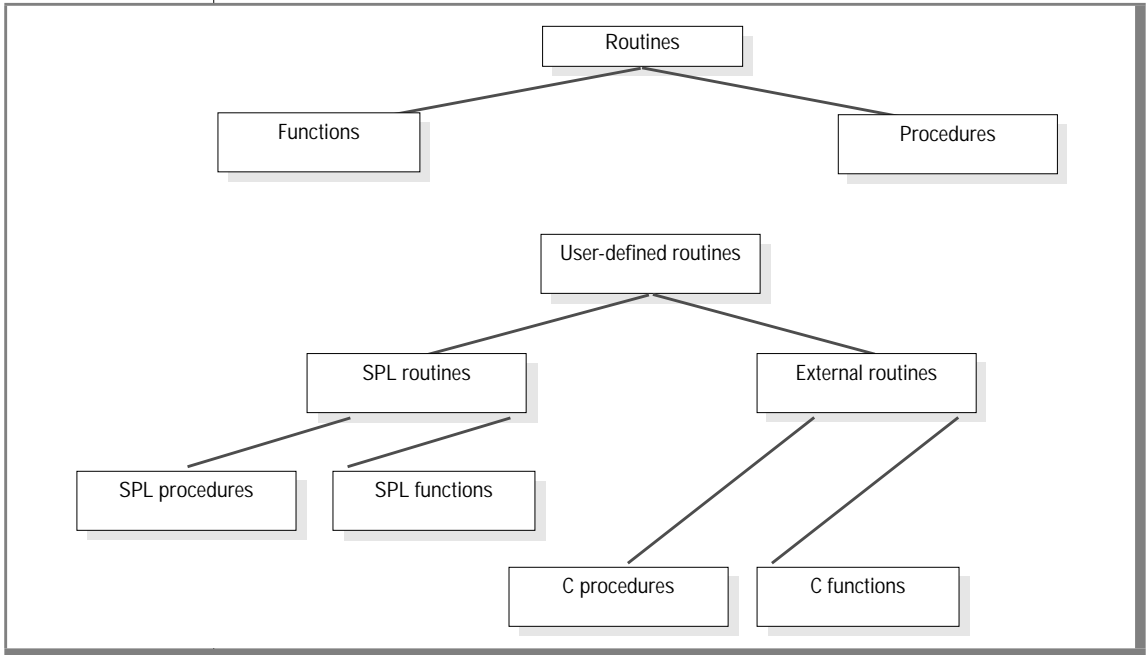 Routines
Functions
Procedures
User-defined routines
SPL routines
External routines
SPL procedures
SPL functions
C procedures
C functions